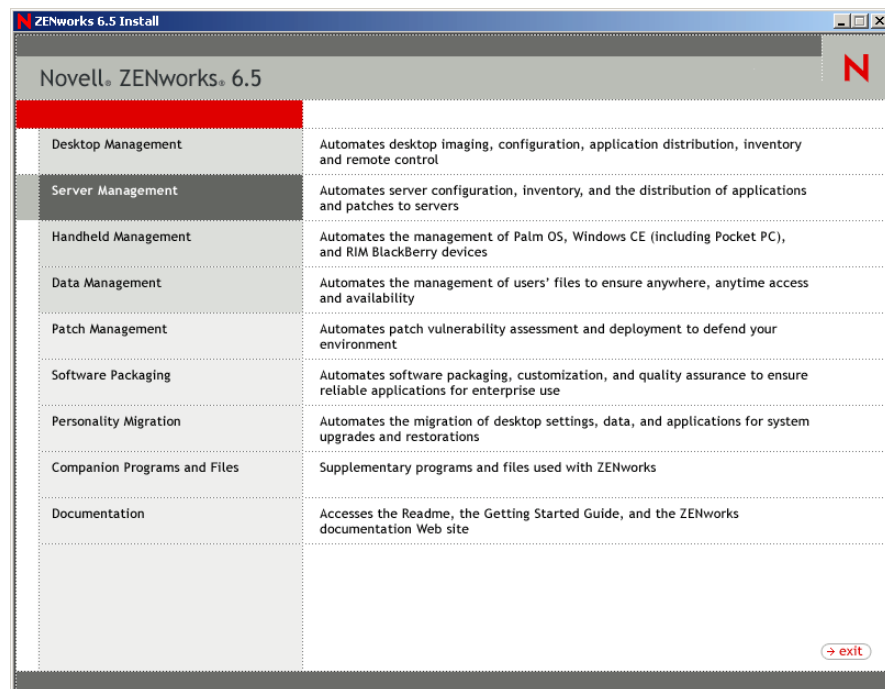 ZENworks 6.5 Install
Novell® ZENworks® 6.5
N
Desktop Management
Automates desktop imaging, configuration, application distribution, inventory
and remote control
Server Management
Automates server configuration, inventory, and the distribution of applications
and patches to servers
Handheld Management
Automates the management of Palm OS, Windows CE (including Pocket PC),
and RIM BlackBerry devices
Data Management
Automates the management of users’ files to ensure anywhere, anytime access
and availability
Patch Management
Automates patch vulnerability assessment and deployment to defend your
environment
Software Packaging
Automates software packaging, customization, and quality assurance to ensure
reliable applications for enterprise use
Personality Migration
Automates the migration of desktop settings, data, and applications for system
upgrades and restorations
Companion Programs and Files
Supplementary programs and files used with ZENworks
Documentation
Accesses the Readme, the Getting Started Guide, and the ZENworks
documentation Web site
→ exit